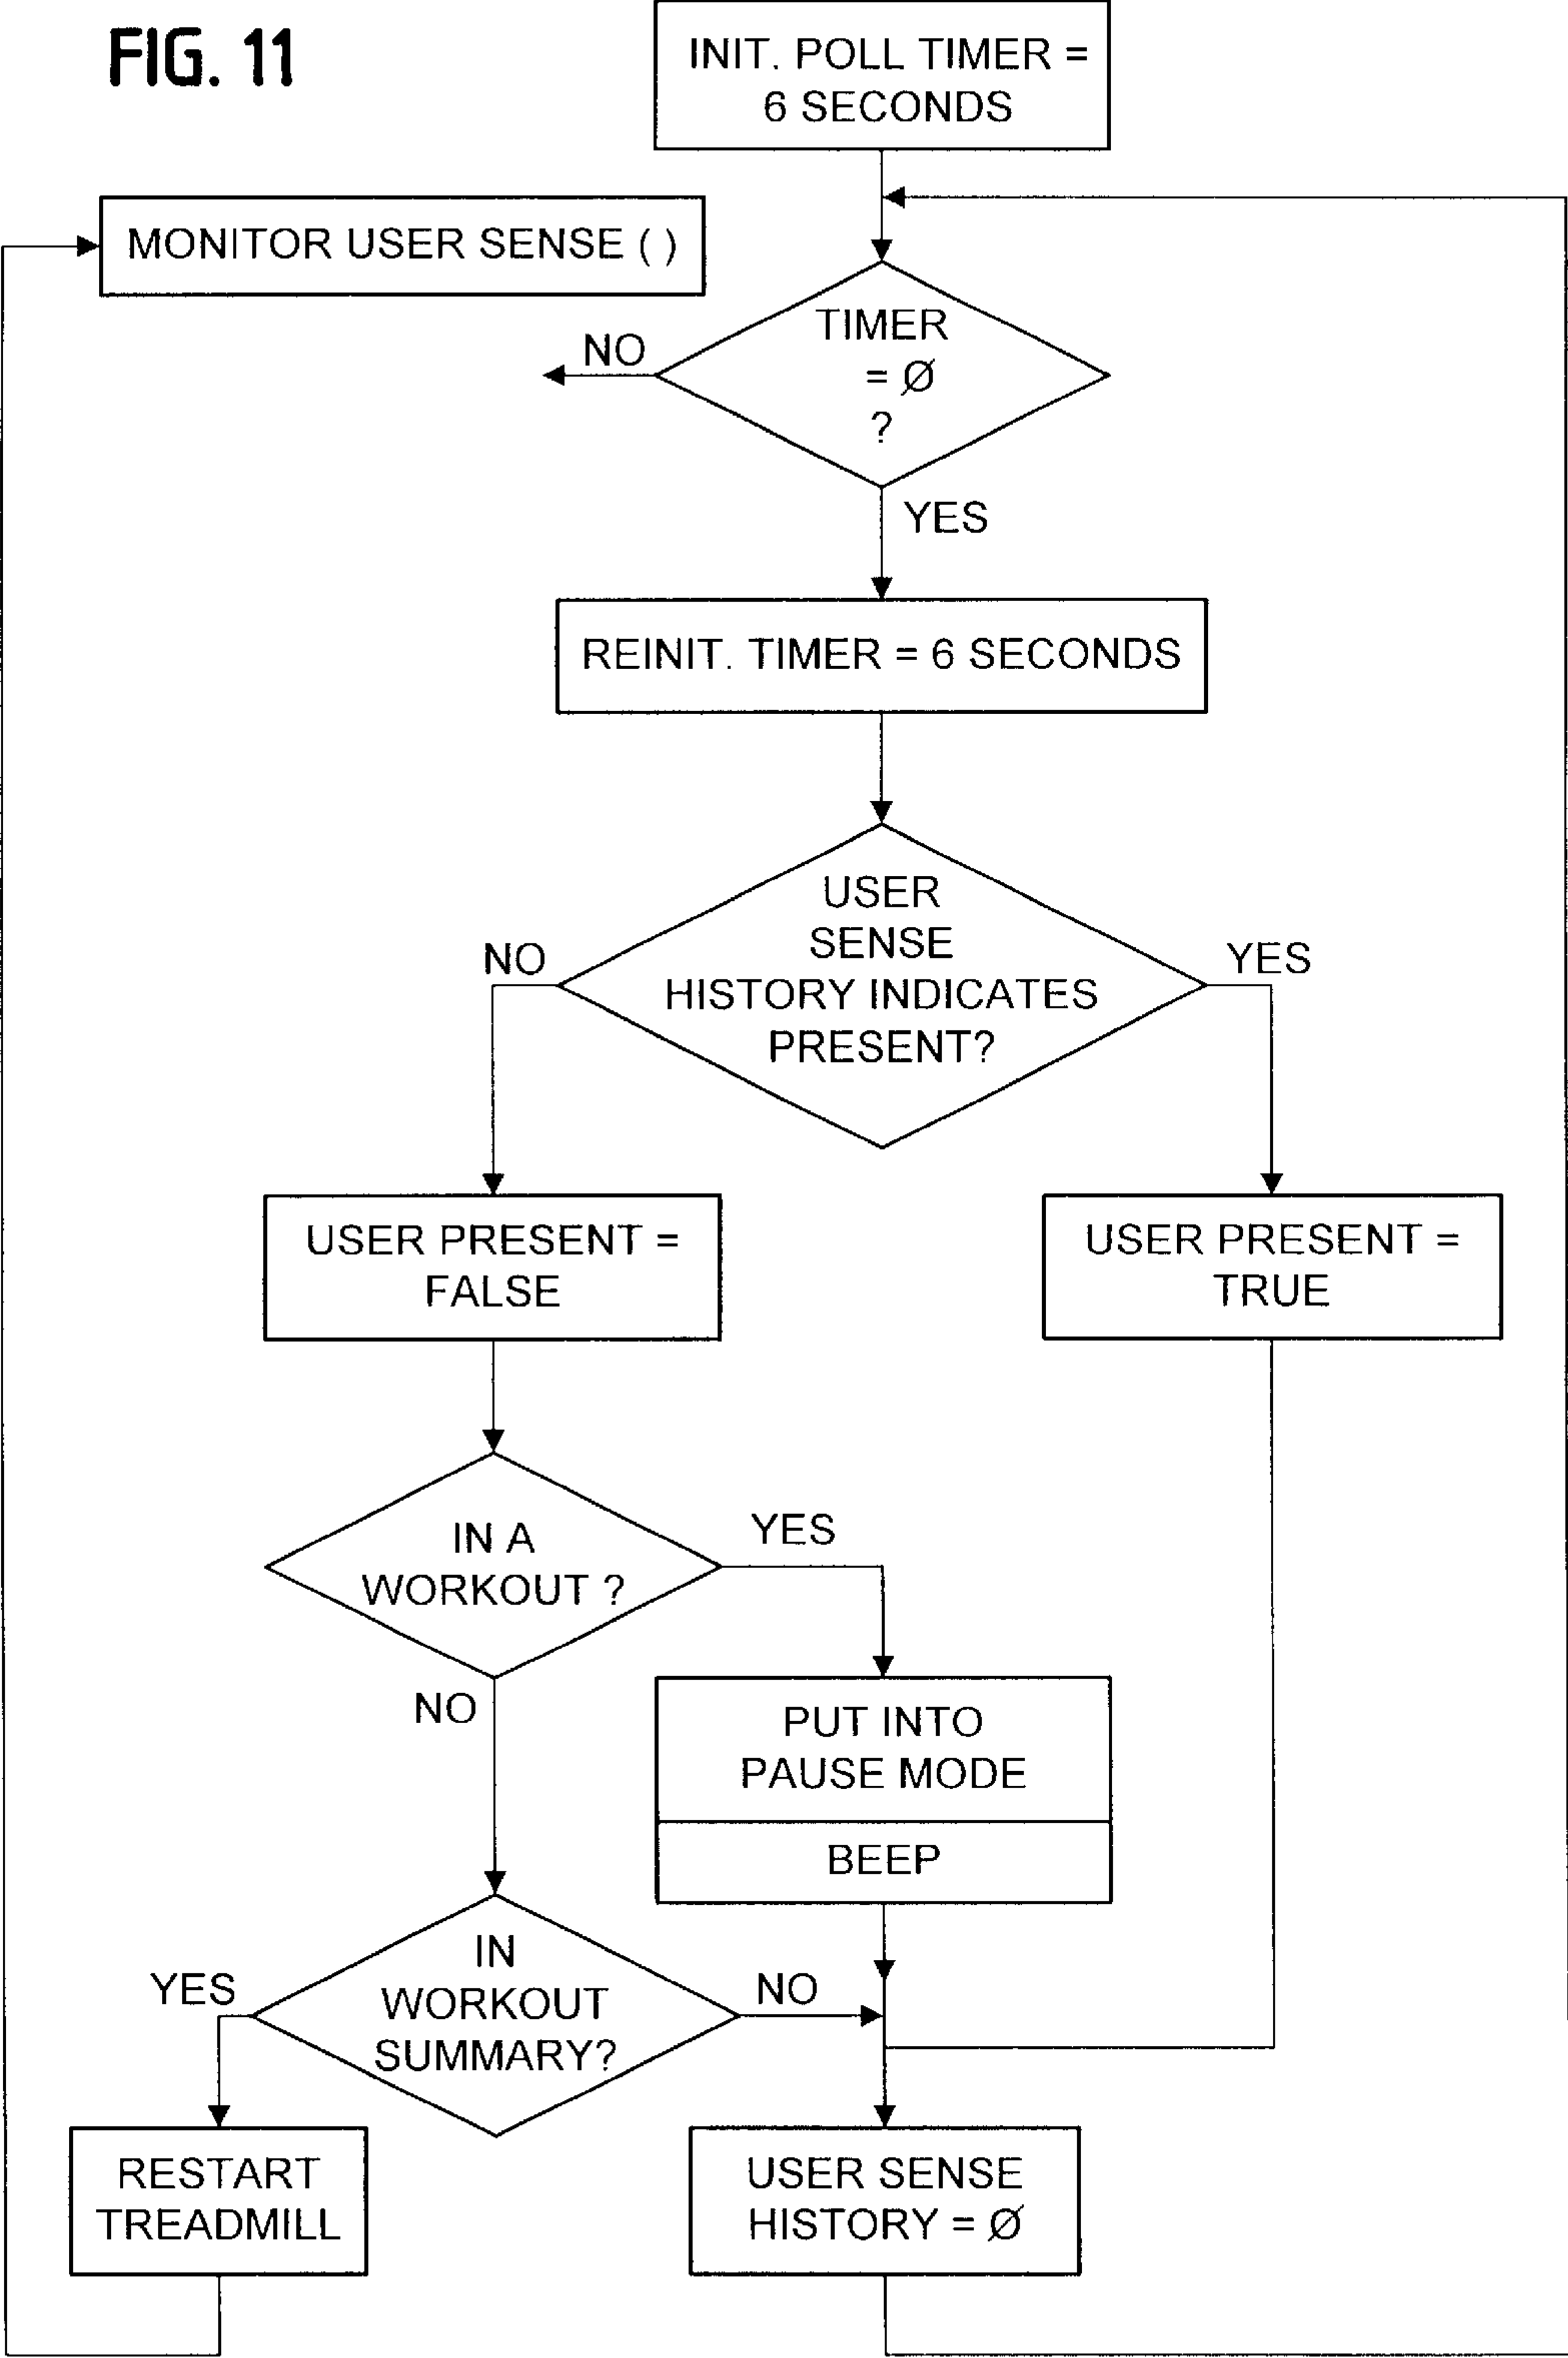 FIG. 11
INIT. POLL TIMER =
6 SECONDS
MONITOR USER SENSE ( )
TIMER
= Ø
?
NO
YES
REINIT. TIMER = 6 SECONDS
USER
SENSE
HISTORY INDICATES
PRESENT?
NO
YES
USER PRESENT =
FALSE
USER PRESENT =
TRUE
IN A
WORKOUT ?
YES
NO
PUT INTO
PAUSE MODE
BEEP
IN
WORKOUT
SUMMARY?
YES
NO
RESTART
TREADMILL
USER SENSE
HISTORY = Ø